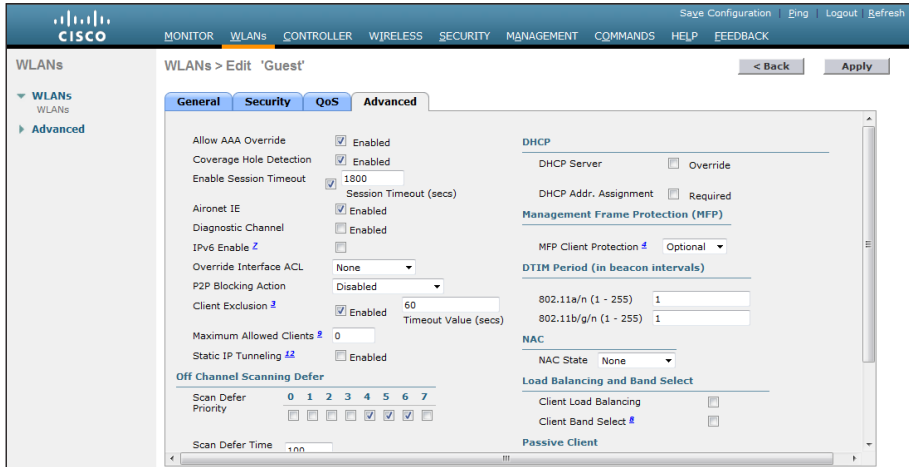 Save Configuration Ping Logout Refresh
CISCO
MONITOR WLANs CONTROLLER WIRELESS SECURITY MANAGEMENT COMMANDS HELP FEEDBACK
WLANs
WLANs > Edit 'Guest'
< Back
Apply
WLANs
WLANs
Advanced
General Security QoS Advanced
Allow AAA Override Enabled
Coverage Hole Detection Enabled
Enable Session Timeout 1800
Session Timeout (secs)
Aironet IE Enabled
Diagnostic Channel Enabled
IPv6 Enable 7
Override Interface ACL None
P2P Blocking Action Disabled
Client Exclusion 3 Enabled 60
Timeout Value (secs)
Maximum Allowed Clients 9 0
Static IP Tunneling 12 Enabled
Off Channel Scanning Defer
Scan Defer Priority 0 1 2 3 4 5 6 7
Scan Defer Time 100
DHCP
DHCP Server Override
DHCP Addr. Assignment Required
Management Frame Protection (MFP)
MFP Client Protection 4 Optional
DTIM Period (in beacon intervals)
802.11a/n (1 - 255) 1
802.11b/g/n (1 - 255) 1
NAC
NAC State None
Load Balancing and Band Select
Client Load Balancing
Client Band Select 8
Passive Client